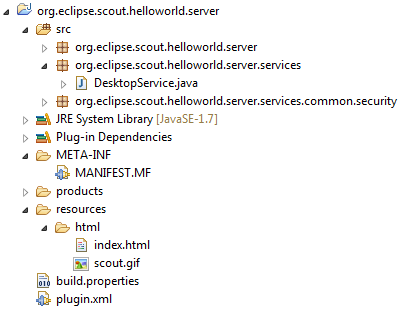 org.eclipse.scout.helloworld.server
src
org.eclipse.scout.helloworld.server
org.eclipse.scout.helloworld.server.services
DesktopService.java
org.eclipse.scout.helloworld.server.services.common.security
JRE System Library [JavaSE-1.7]
Plug-in Dependencies
META-INF
MANIFEST.MF
products
resources
html
index.html
scout.gif
build.properties
plugin.xml